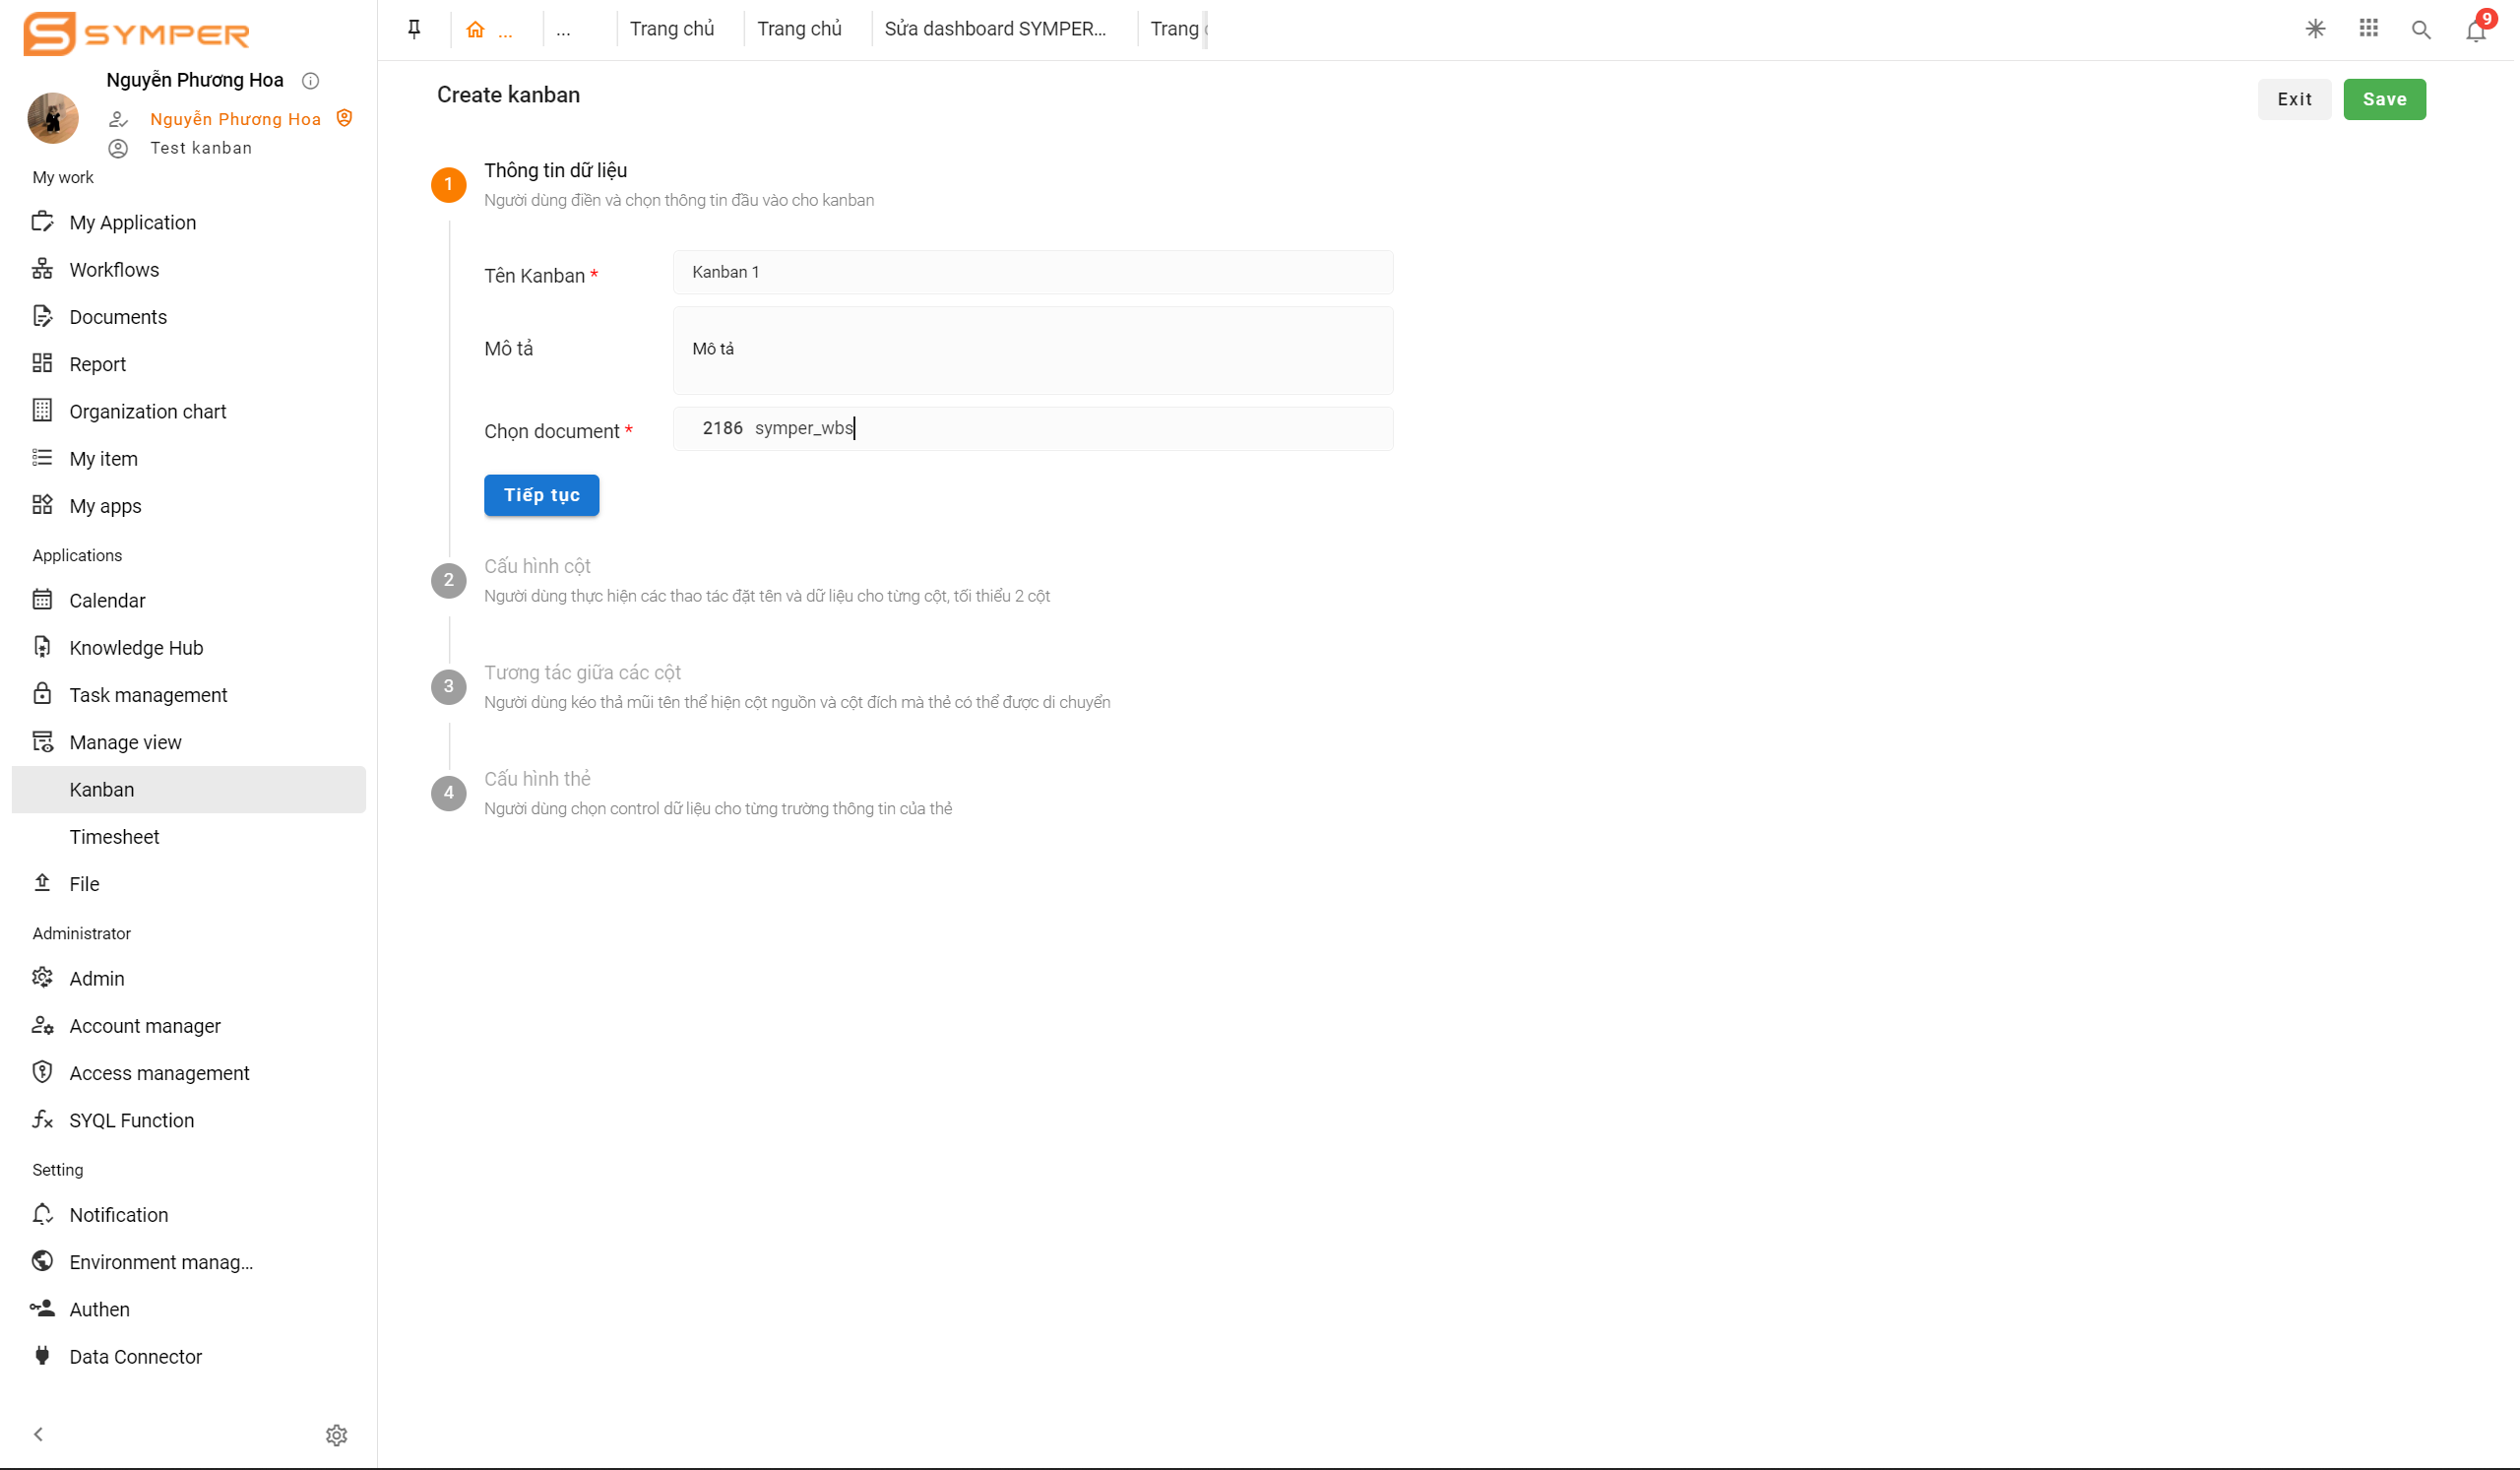 SYMPER
Nguyễn Phương Hoa
Nguyễn Phương Hoa
Test kanban
My work
My Application
Workflows
Documents
Report
Organization chart
My item
My apps
Applications
Calendar
Knowledge Hub
Task management
Manage view
Kanban
Timesheet
File
Administrator
Admin
Account manager
Access management
SYQL Function
Setting
Notification
Environment manag...
Authen
Data Connector
... ... Trang chủ Trang chủ Sửa dashboard SYMPER... Trang
9
Create kanban
Exit Save
1 Thông tin dữ liệu
Người dùng điền và chọn thông tin đầu vào cho kanban
Tên Kanban * Kanban 1
Mô tả Mô tả
Chọn document * 2186 symper_wbs
Tiếp tục
2 Cấu hình cột
Người dùng thực hiện các thao tác đặt tên và dữ liệu cho từng cột, tối thiểu 2 cột
3 Tương tác giữa các cột
Người dùng kéo thả mũi tên thể hiện cột nguồn và cột đích mà thẻ có thể được di chuyển
4 Cấu hình thẻ
Người dùng chọn control dữ liệu cho từng trường thông tin của thẻ